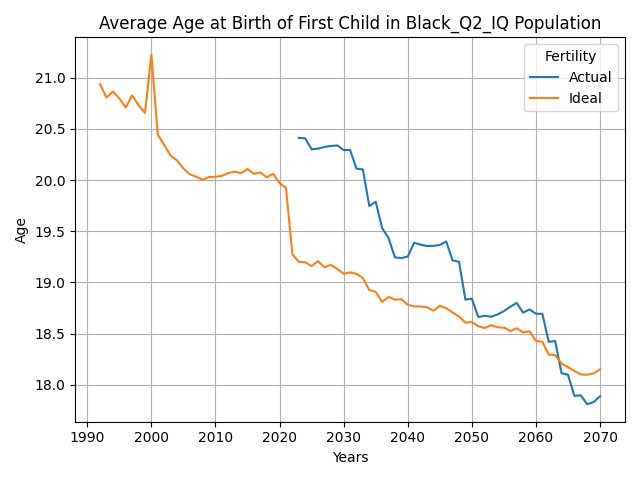 Average Age at Birth of First Child in Black_Q2_IQ Population
Fertility
Actual
Ideal
Age
21.0
20.5
20.0
19.5
19.0
18.5
18.0
1990 2000 2010 2020 2030 2040 2050 2060 2070
Years